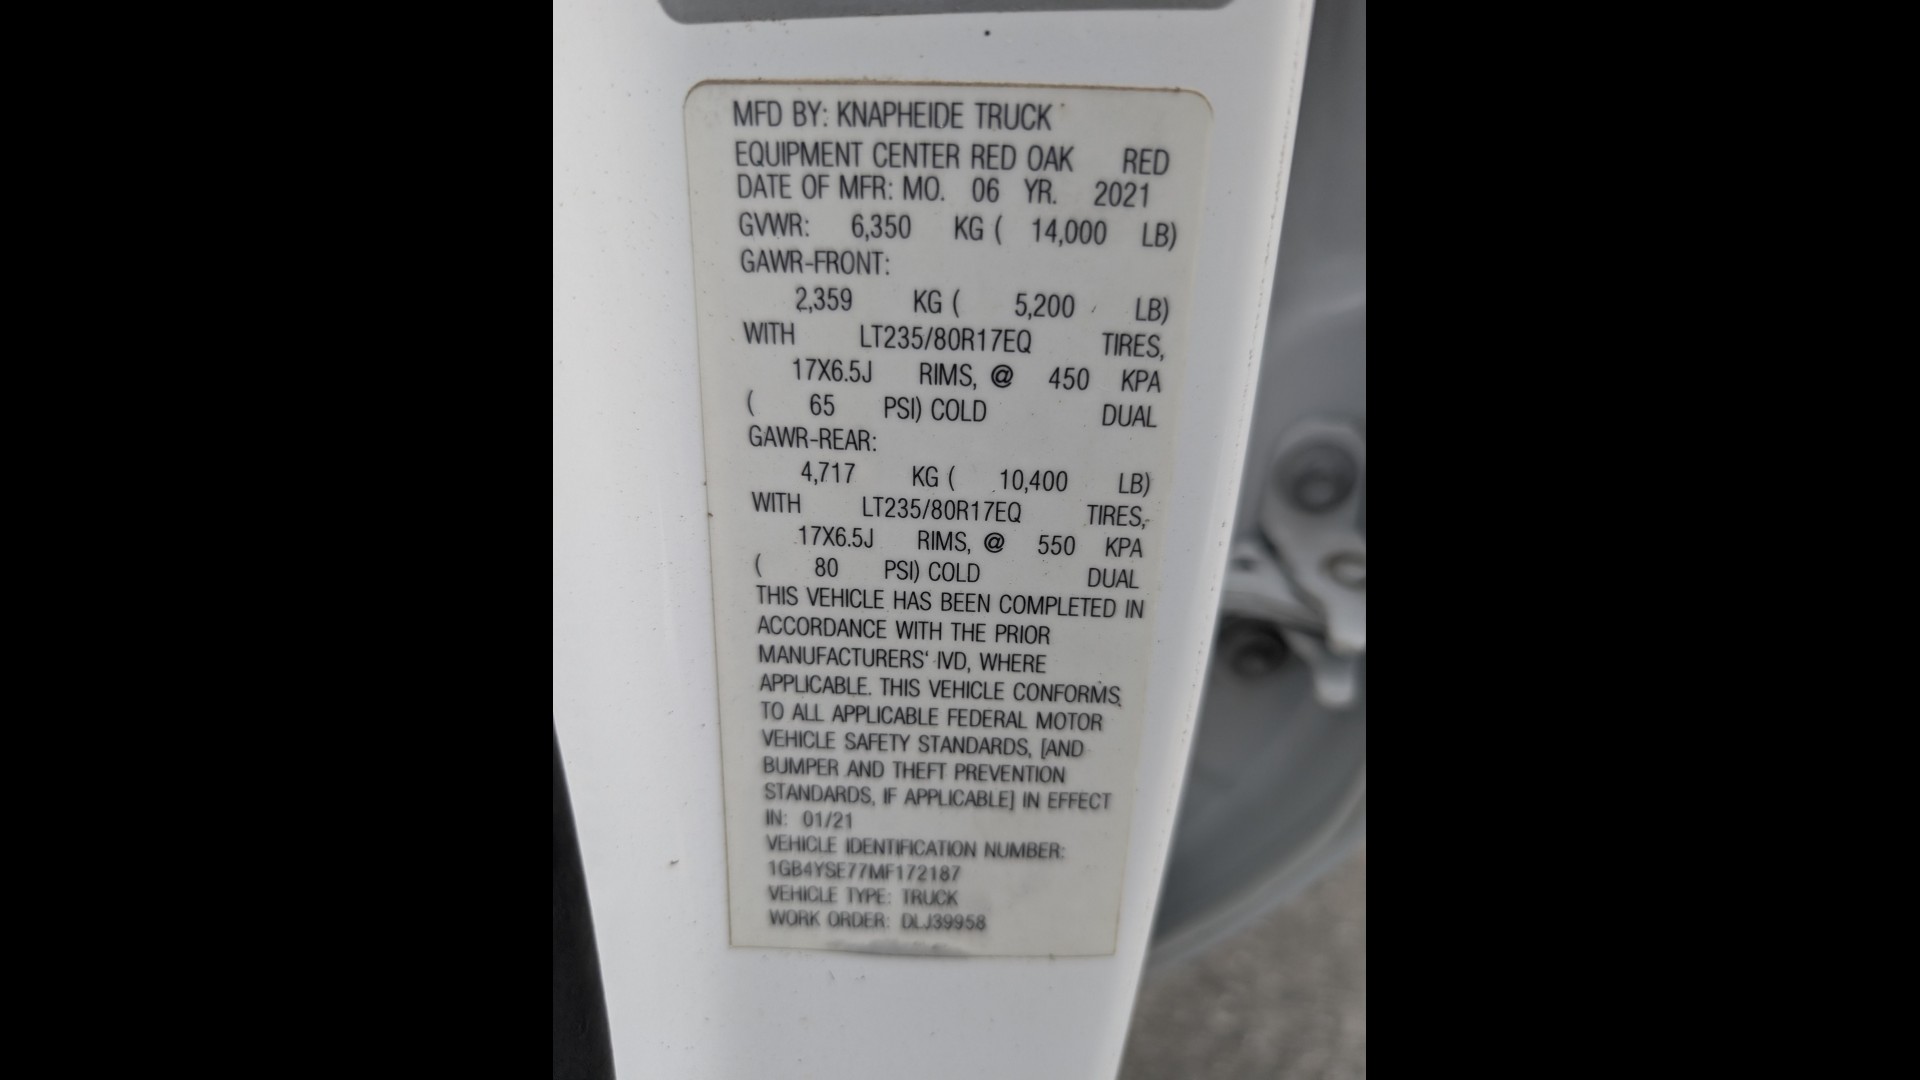 MFD BY: KNAPHEIDE TRUCK
EQUIPMENT CENTER RED OAK RED
DATE OF MFR: MO. 06 YR. 2021
GVWR: 6,350 KG ( 14,000 LB)
GAWR-FRONT:
2,359 KG ( 5,200 LB)
WITH LT235/80R17EQ TIRES,
17X6.5J RIMS, @ 450 KPA
( 65 PSI) COLD DUAL
GAWR-REAR:
4,717 KG ( 10,400 LB)
WITH LT235/80R17EQ TIRES,
17X6.5J RIMS, @ 550 KPA
( 80 PSI) COLD DUAL
THIS VEHICLE HAS BEEN COMPLETED IN
ACCORDANCE WITH THE PRIOR
MANUFACTURERS' IVD, WHERE
APPLICABLE. THIS VEHICLE CONFORMS
TO ALL APPLICABLE FEDERAL MOTOR
VEHICLE SAFETY STANDARDS, [AND
BUMPER AND THEFT PREVENTION
STANDARDS, IF APPLICABLE] IN EFFECT
IN: 01/21
VEHICLE IDENTIFICATION NUMBER:
1GB4YSE77MF172187
VEHICLE TYPE: TRUCK
WORK ORDER: DLJ39958